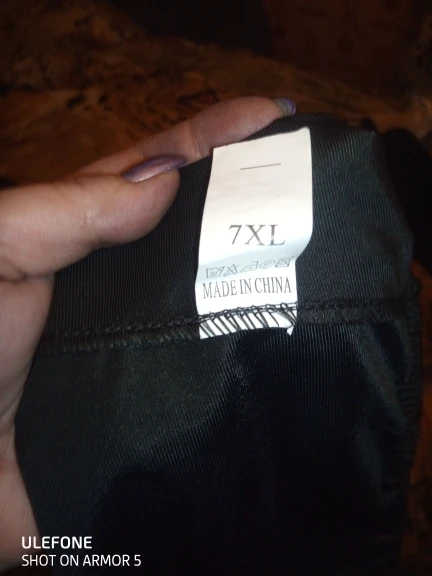 7XL
MADE IN CHINA
ULEFONE
SHOT ON ARMOR 5